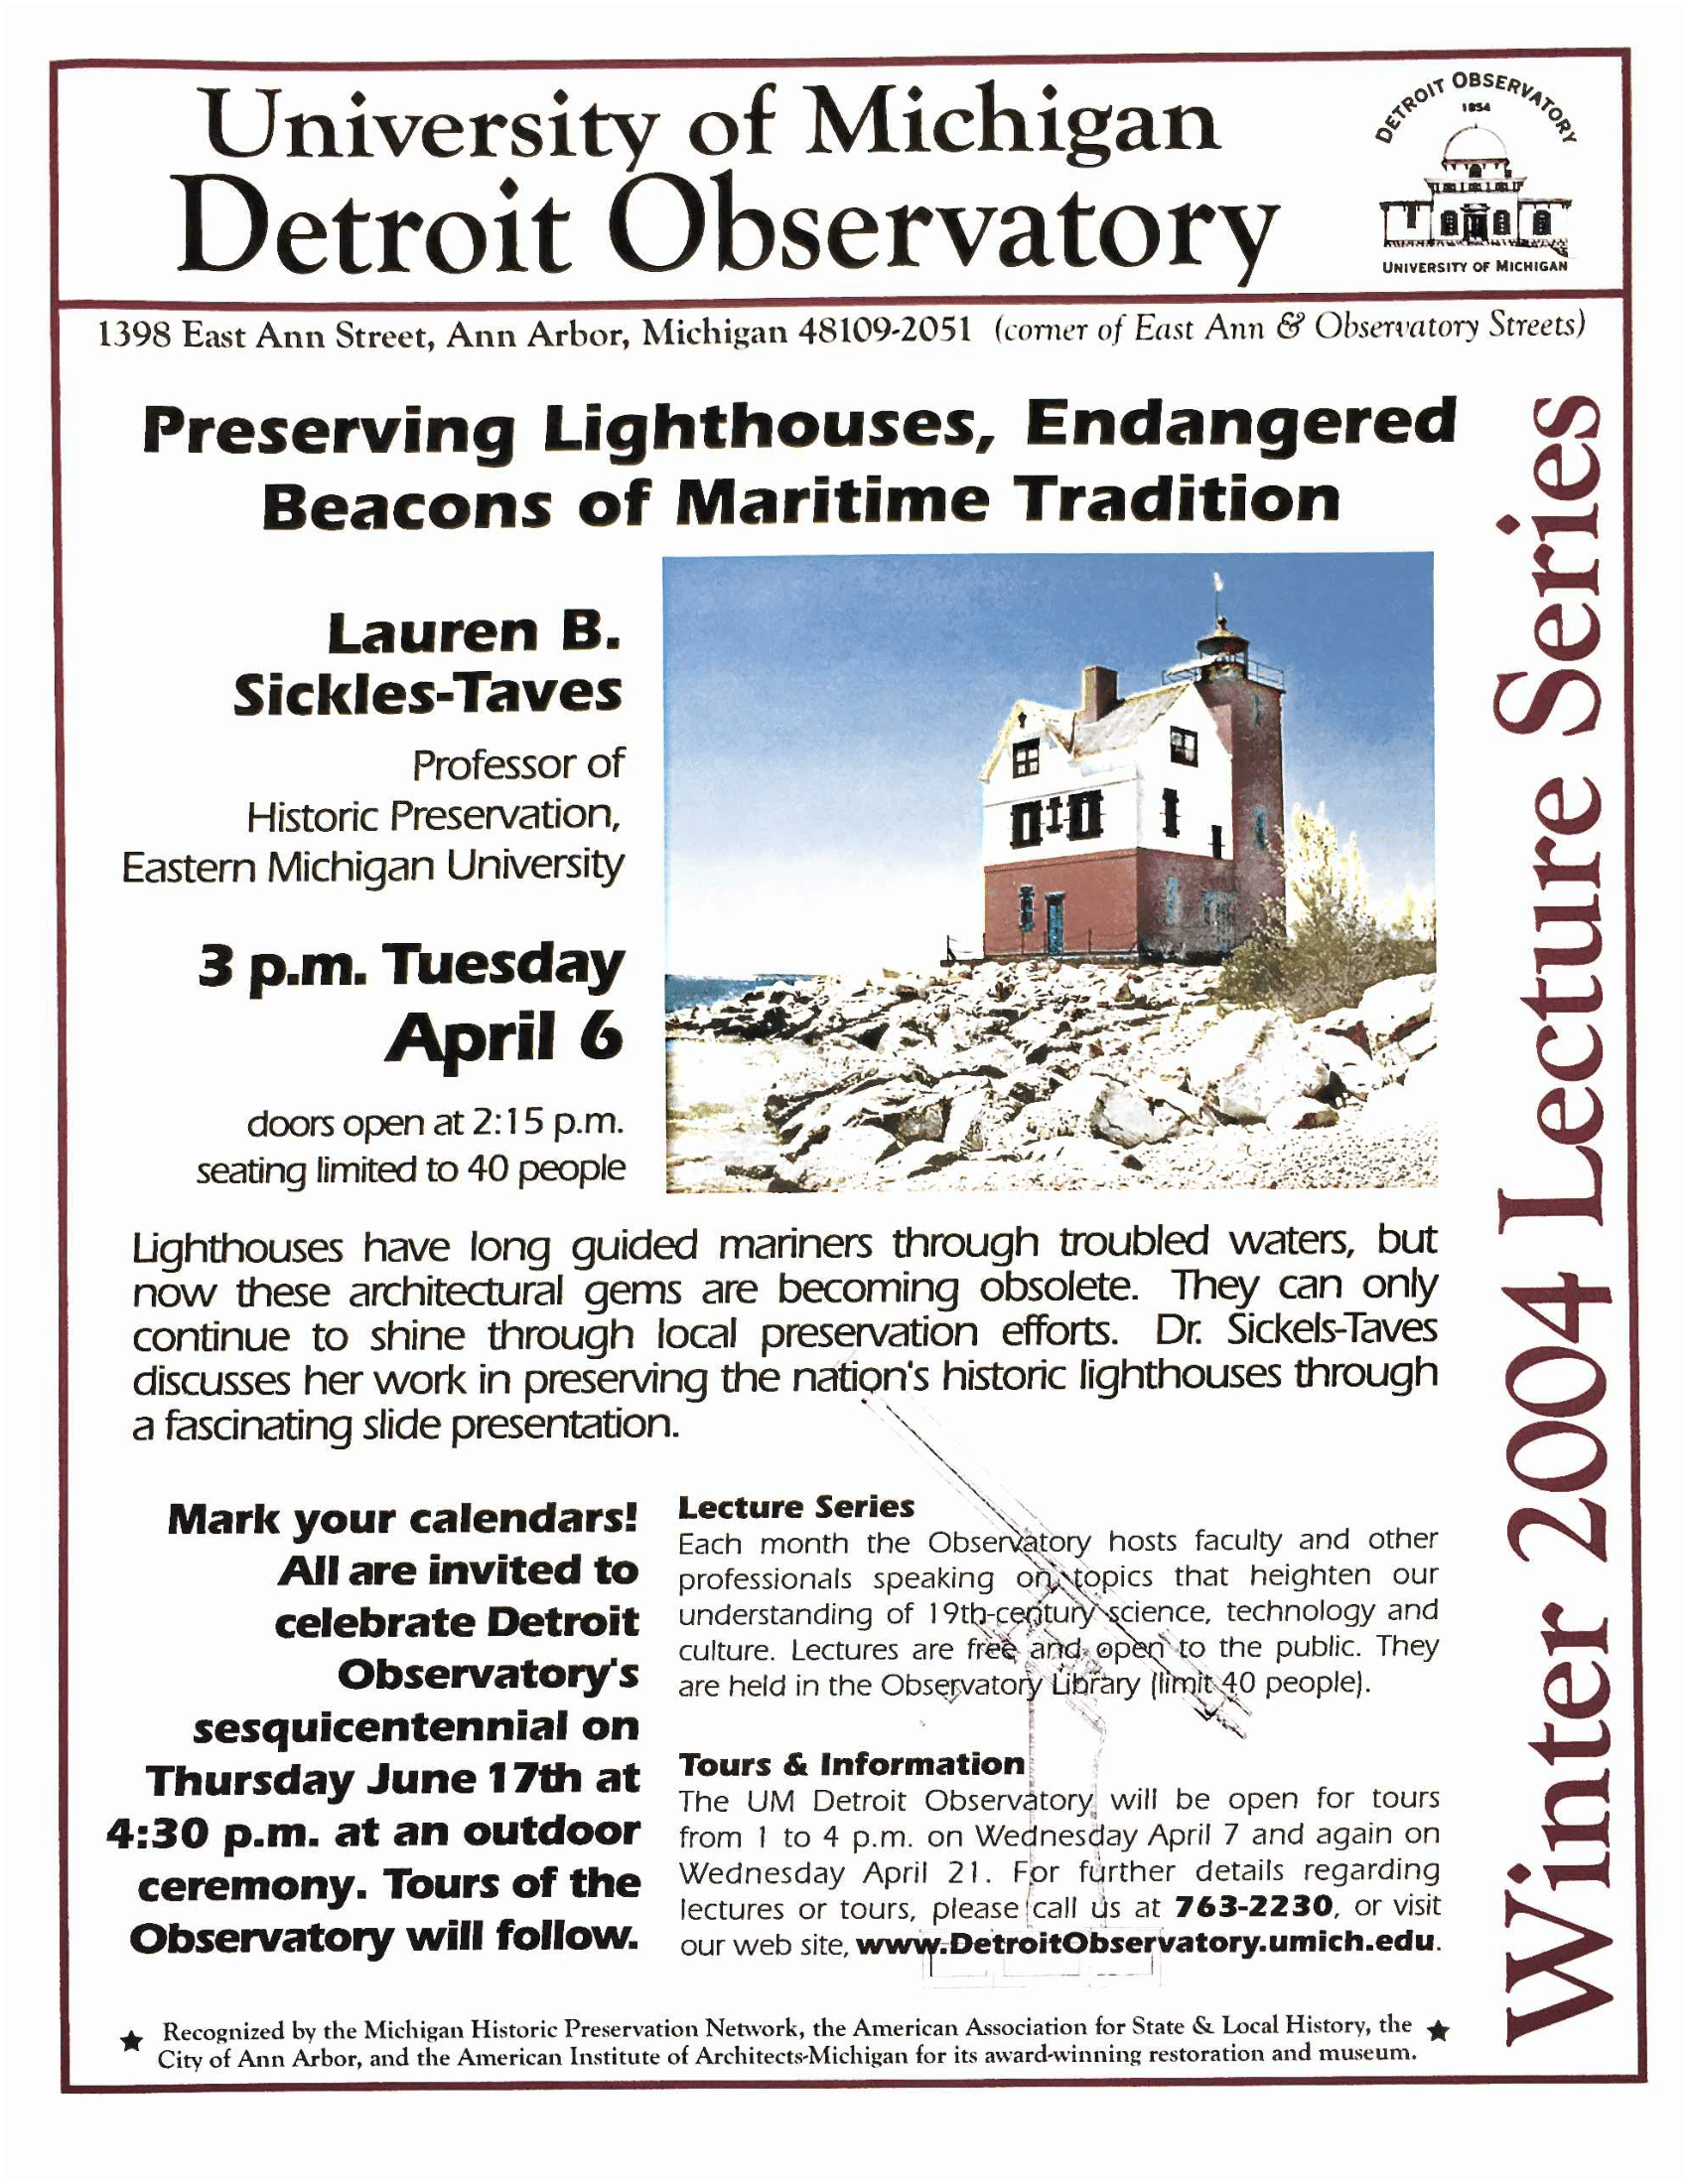 University of Michigan
Detroit Observatory
DETROIT OBSERVATORY
1854
UNIVERSITY OF MICHIGAN
1398 East Ann Street, Ann Arbor, Michigan 48109-2051 (corner of East Ann & Observatory Streets)
Preserving Lighthouses, Endangered
Beacons of Maritime Tradition
Lauren B.
Sickles-Taves
Professor of
Historic Preservation,
Eastern Michigan University
3 p.m. Tuesday
April 6
doors open at 2:15 p.m.
seating limited to 40 people
Lighthouses have long guided mariners through troubled waters, but
now these architectural gems are becoming obsolete. They can only
continue to shine through local preservation efforts. Dr. Sickels-Taves
discusses her work in preserving the nation's historic lighthouses through
a fascinating slide presentation.
Mark your calendars!
All are invited to
celebrate Detroit
Observatory's
sesquicentennial on
Thursday June 17th at
4:30 p.m. at an outdoor
ceremony. Tours of the
Observatory will follow.
Lecture Series
Each month the Observatory hosts faculty and other
professionals speaking on topics that heighten our
understanding of 19th-century science, technology and
culture. Lectures are free and open to the public. They
are held in the Observatory Library (limit 40 people).
Tours & Information
The UM Detroit Observatory will be open for tours
from 1 to 4 p.m. on Wednesday April 7 and again on
Wednesday April 21. For further details regarding
lectures or tours, please call us at 763-2230, or visit
our web site, www.DetroitObservatory.umich.edu.
Winter 2004 Lecture Series
★ Recognized by the Michigan Historic Preservation Network, the American Association for State & Local History, the ★
City of Ann Arbor, and the American Institute of Architects-Michigan for its award-winning restoration and museum.